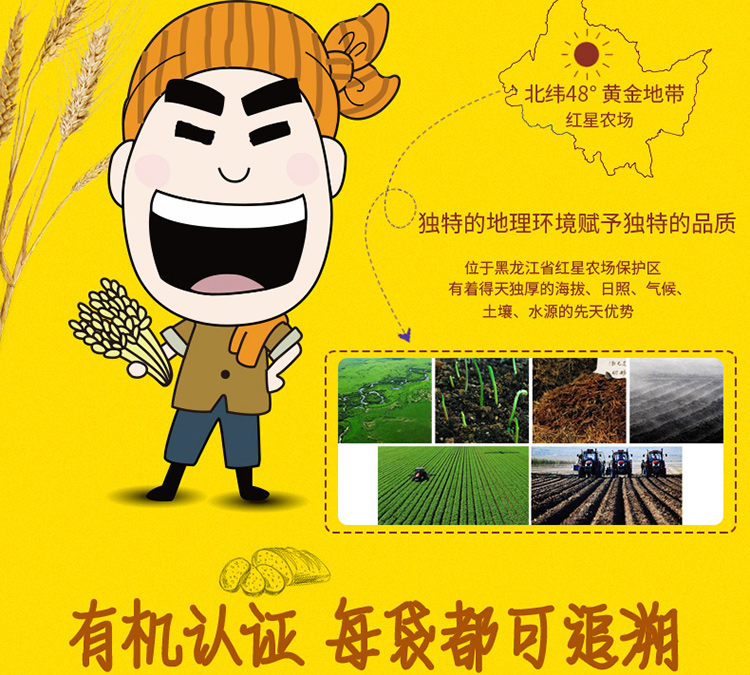 北纬48° 黄金地带
红星农场
独特的地理环境赋予独特的品质
位于黑龙江省红星农场保护区
有着得天独厚的海拔、日照、气候、
土壤、水源的先天优势
有机认证 每袋都可追溯